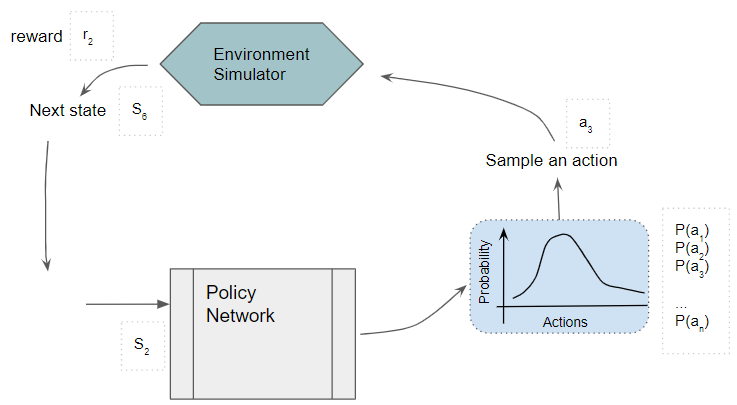 reward r₂
Environment
Simulator
Next state S₆
a₃
Sample an action
P(a₁)
P(a₂)
P(a₃)
...
P(aₙ)
Probability
Actions
Policy
Network
S₂